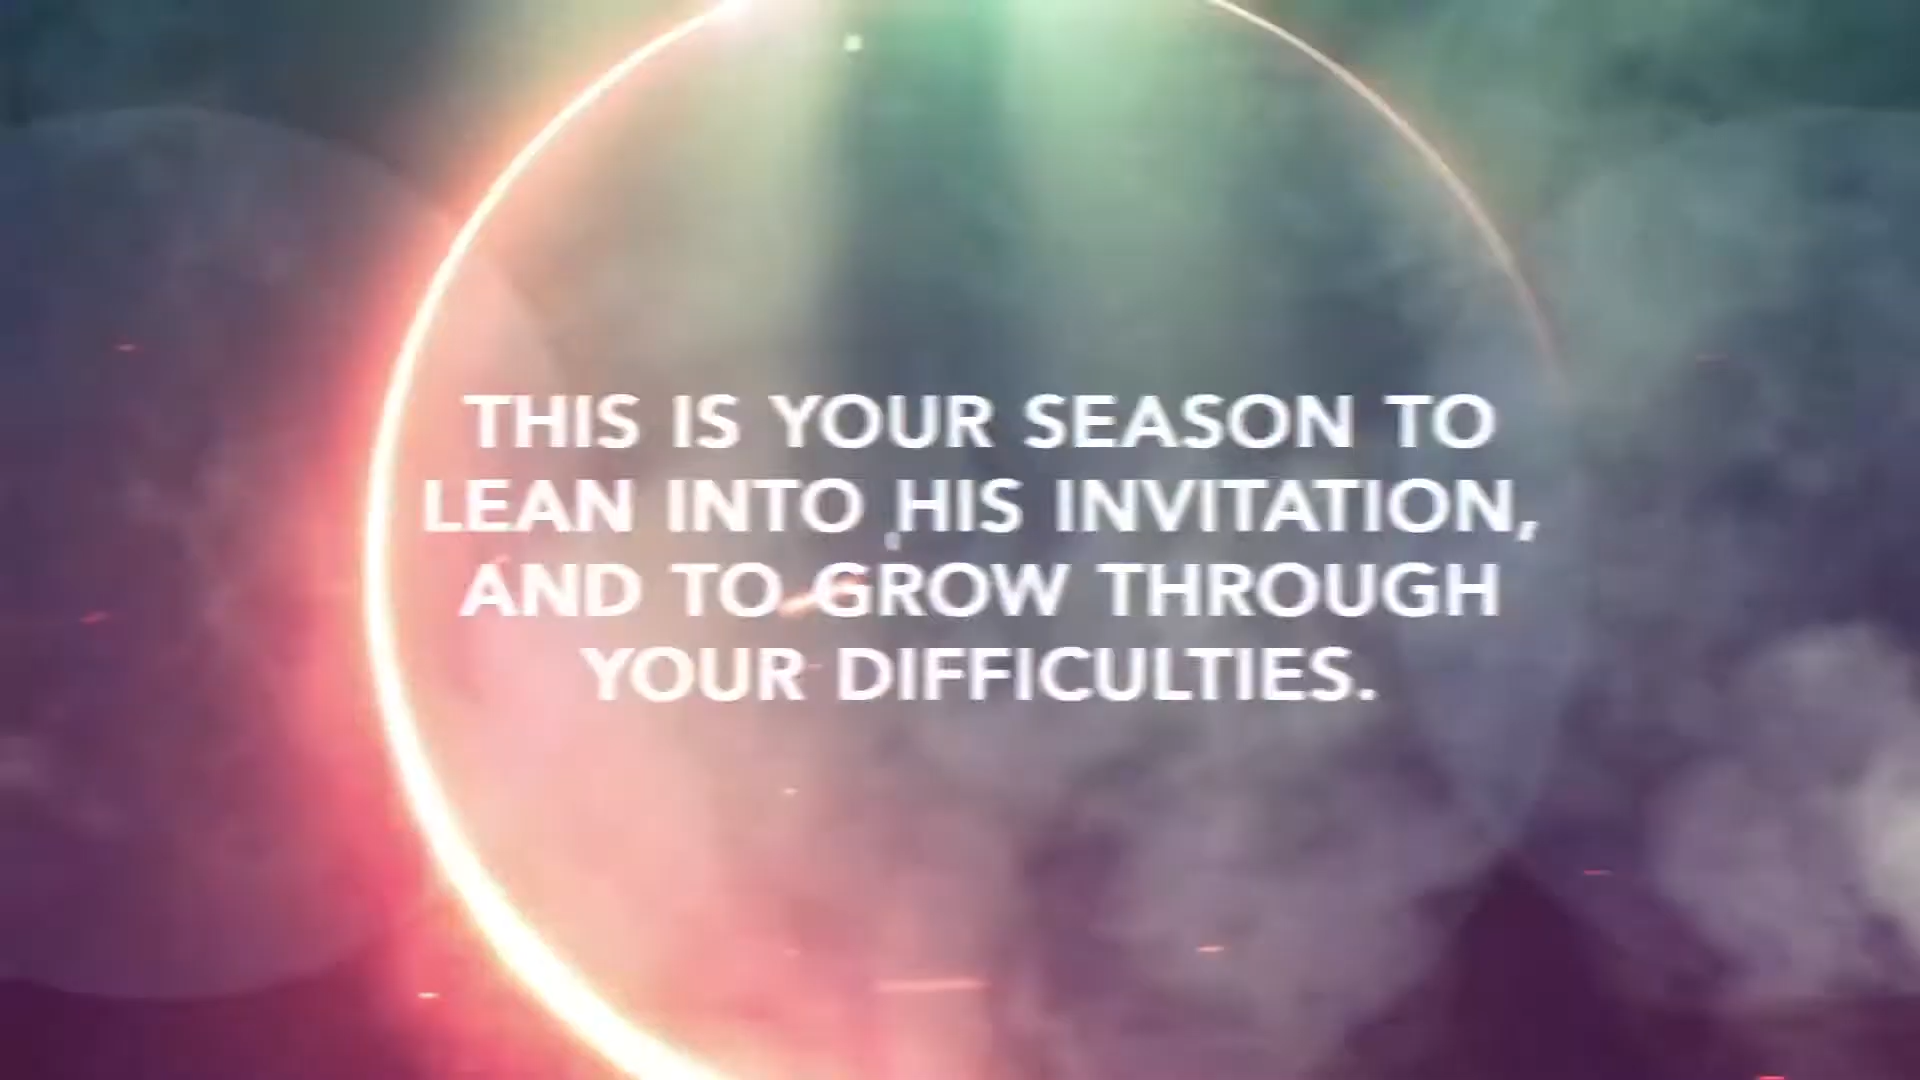 THIS IS YOUR SEASON TO
LEAN INTO HIS INVITATION,
AND TO GROW THROUGH
YOUR DIFFICULTIES.